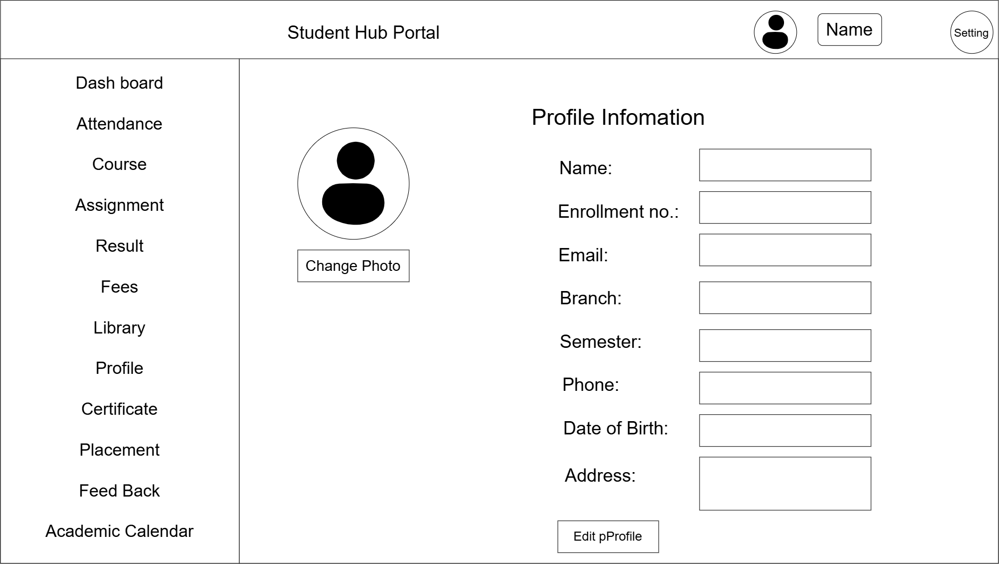 Student Hub Portal
Name
Setting
Dash board
Attendance
Course
Assignment
Result
Fees
Library
Profile
Certificate
Placement
Feed Back
Academic Calendar
Change Photo
Profile Infomation
Name:
Enrollment no.:
Email:
Branch:
Semester:
Phone:
Date of Birth:
Address:
Edit pProfile